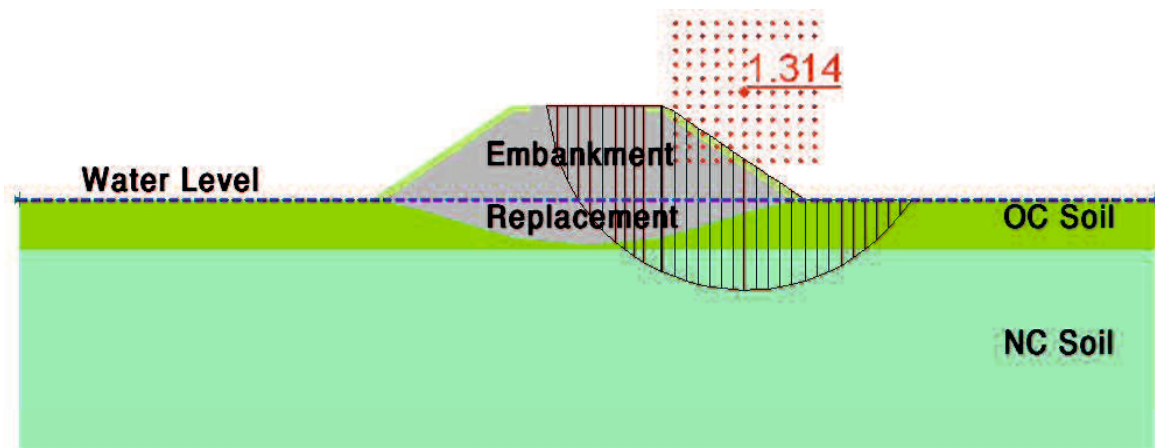 1.314
Embankment
Water Level
Replacement
OC Soil
NC Soil